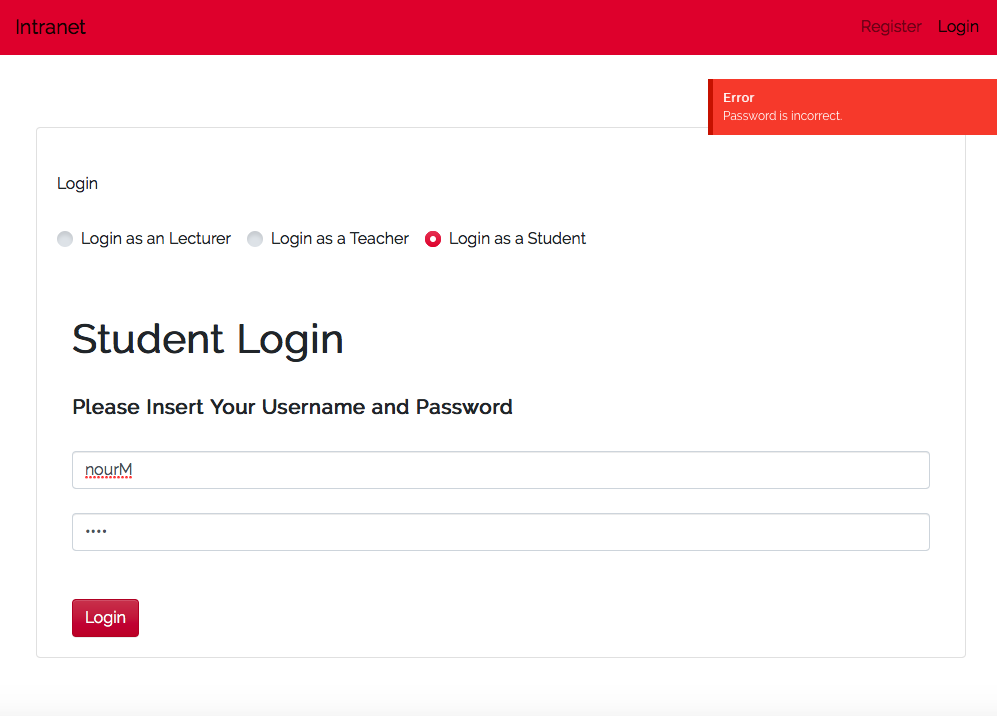 Intranet Register Login
Error
Password is incorrect.
Login
Login as an Lecturer Login as a Teacher Login as a Student
Student Login
Please Insert Your Username and Password
nourM
••••
Login